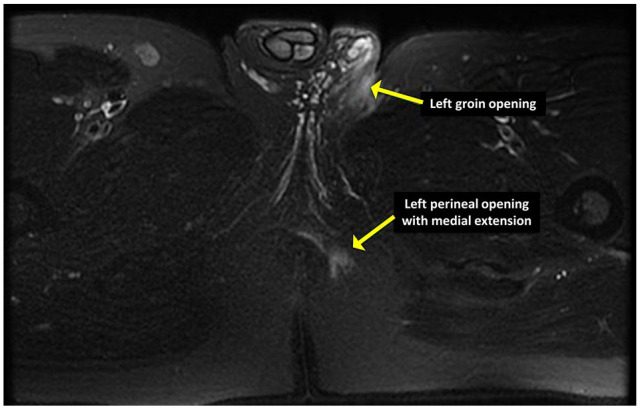 Left groin opening
Left perineal opening
with medial extension